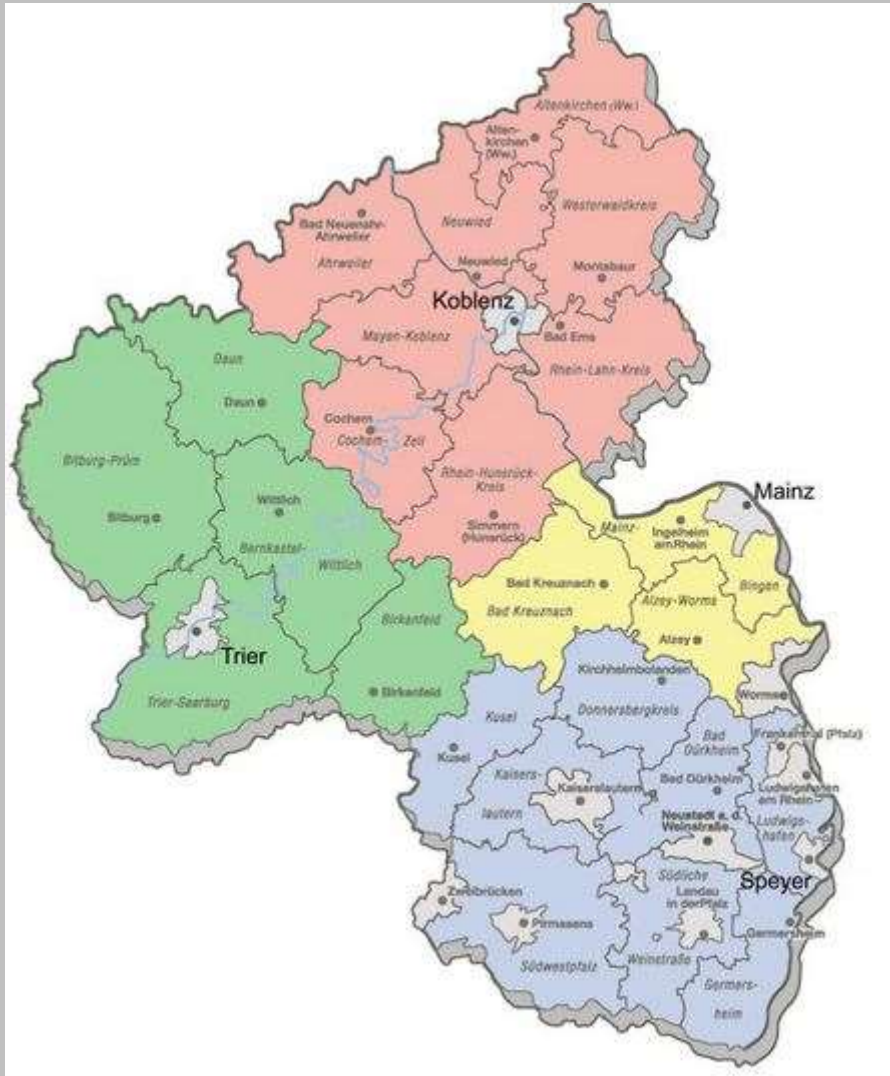 Altenkirchen (Ww.)
Alten-
kirchen
(Ww.)
Westerwaldkreis
Neuwied
Bad Neuenahr-
Ahrweiler
Ahrweiler
Neuwied
Montabaur
Koblenz
Mayen-Koblenz
Bad Ems
Rhein-Lahn-Kreis
Daun
Daun
Cochem
Cochem- Zell
Bitburg-Prüm
Rhein-Hunsrück-
Kreis
Wittlich
Bitburg
Simmern
(Hunsrück)
Mainz
Mainz-
Ingelheim
am Rhein
Bernkastel-
Wittlich
Bad Kreuznach
Bingen
Bad Kreuznach
Alzey-Worms
Birkenfeld
Alzey
Trier
Kirchheimbolanden
Birkenfeld
Worms
Trier-Saarburg
Donnersbergkreis
Kusel
Bad
Dürkheim
Frankenthal (Pfalz)
Kusel
Kaisers-
lautern
Bad Dürkheim
Kaiserslautern
Ludwigshafen
am Rhein
Neustadt a. d.
Weinstraße
Ludwigs-
hafen
Südliche
Speyer
Landau
in derPfalz
Zweibrücken
Pirmasens
Germersheim
Weinstraße
Südwestpfalz
Germers-
heim